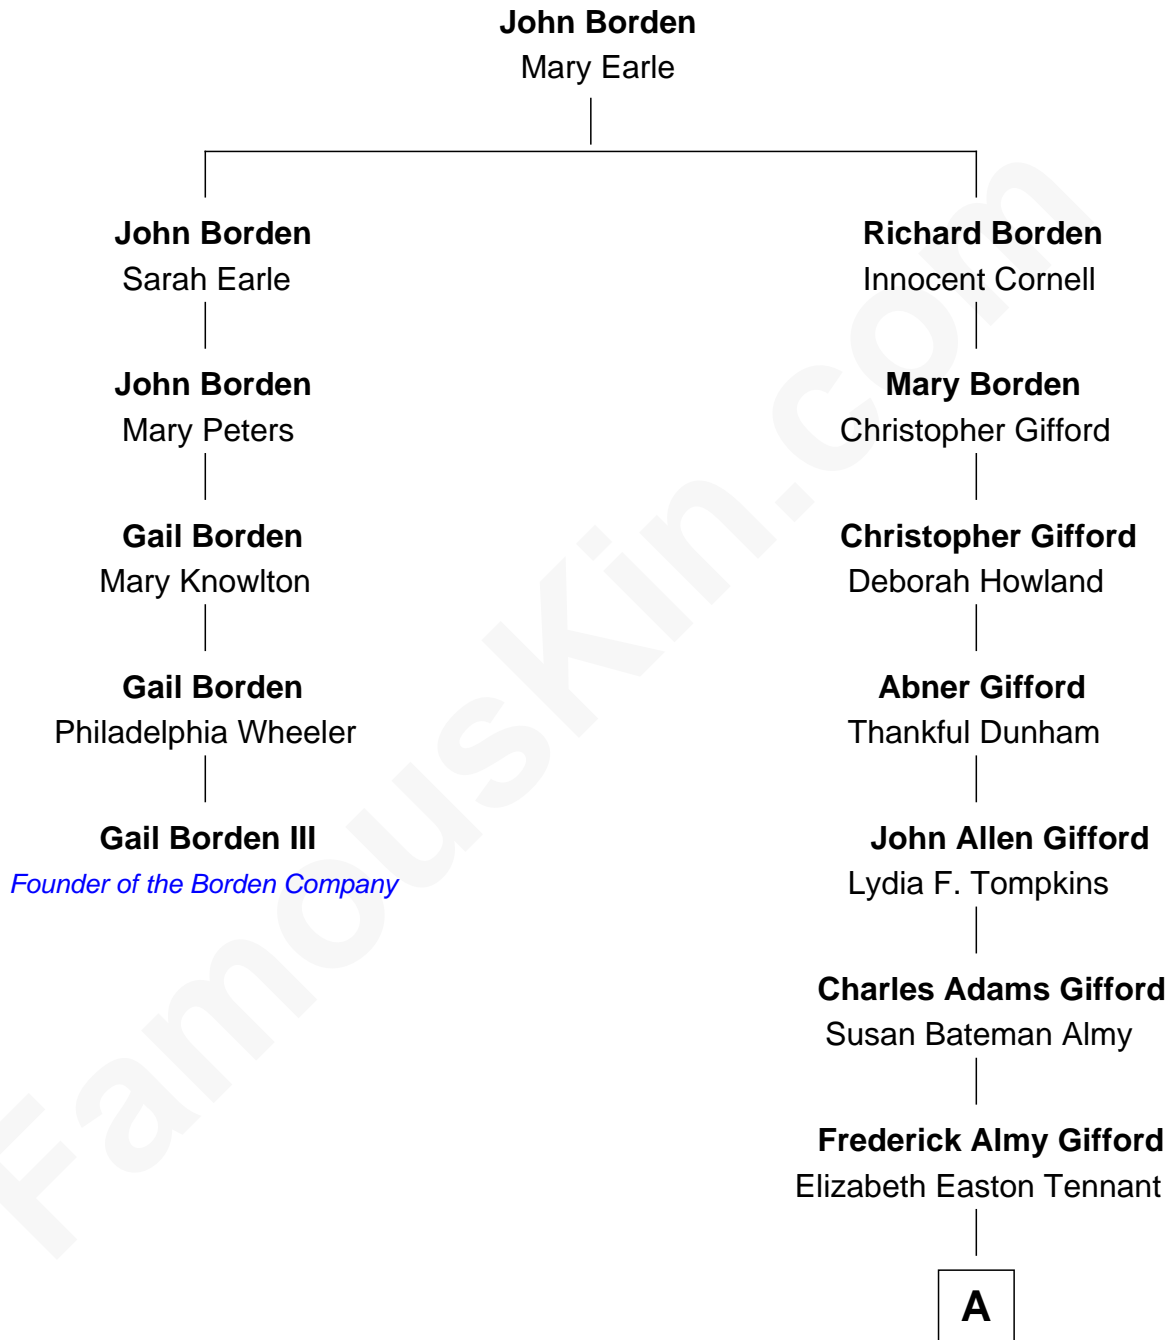 John Borden
Mary Earle
John Borden
Sarah Earle
John Borden
Mary Peters
Gail Borden
Mary Knowlton
Gail Borden
Philadelphia Wheeler
Gail Borden III
Founder of the Borden Company
Richard Borden
Innocent Cornell
Mary Borden
Christopher Gifford
Christopher Gifford
Deborah Howland
Abner Gifford
Thankful Dunham
John Allen Gifford
Lydia F. Tompkins
Charles Adams Gifford
Susan Bateman Almy
Frederick Almy Gifford
Elizabeth Easton Tennant
A
FamousKin.com